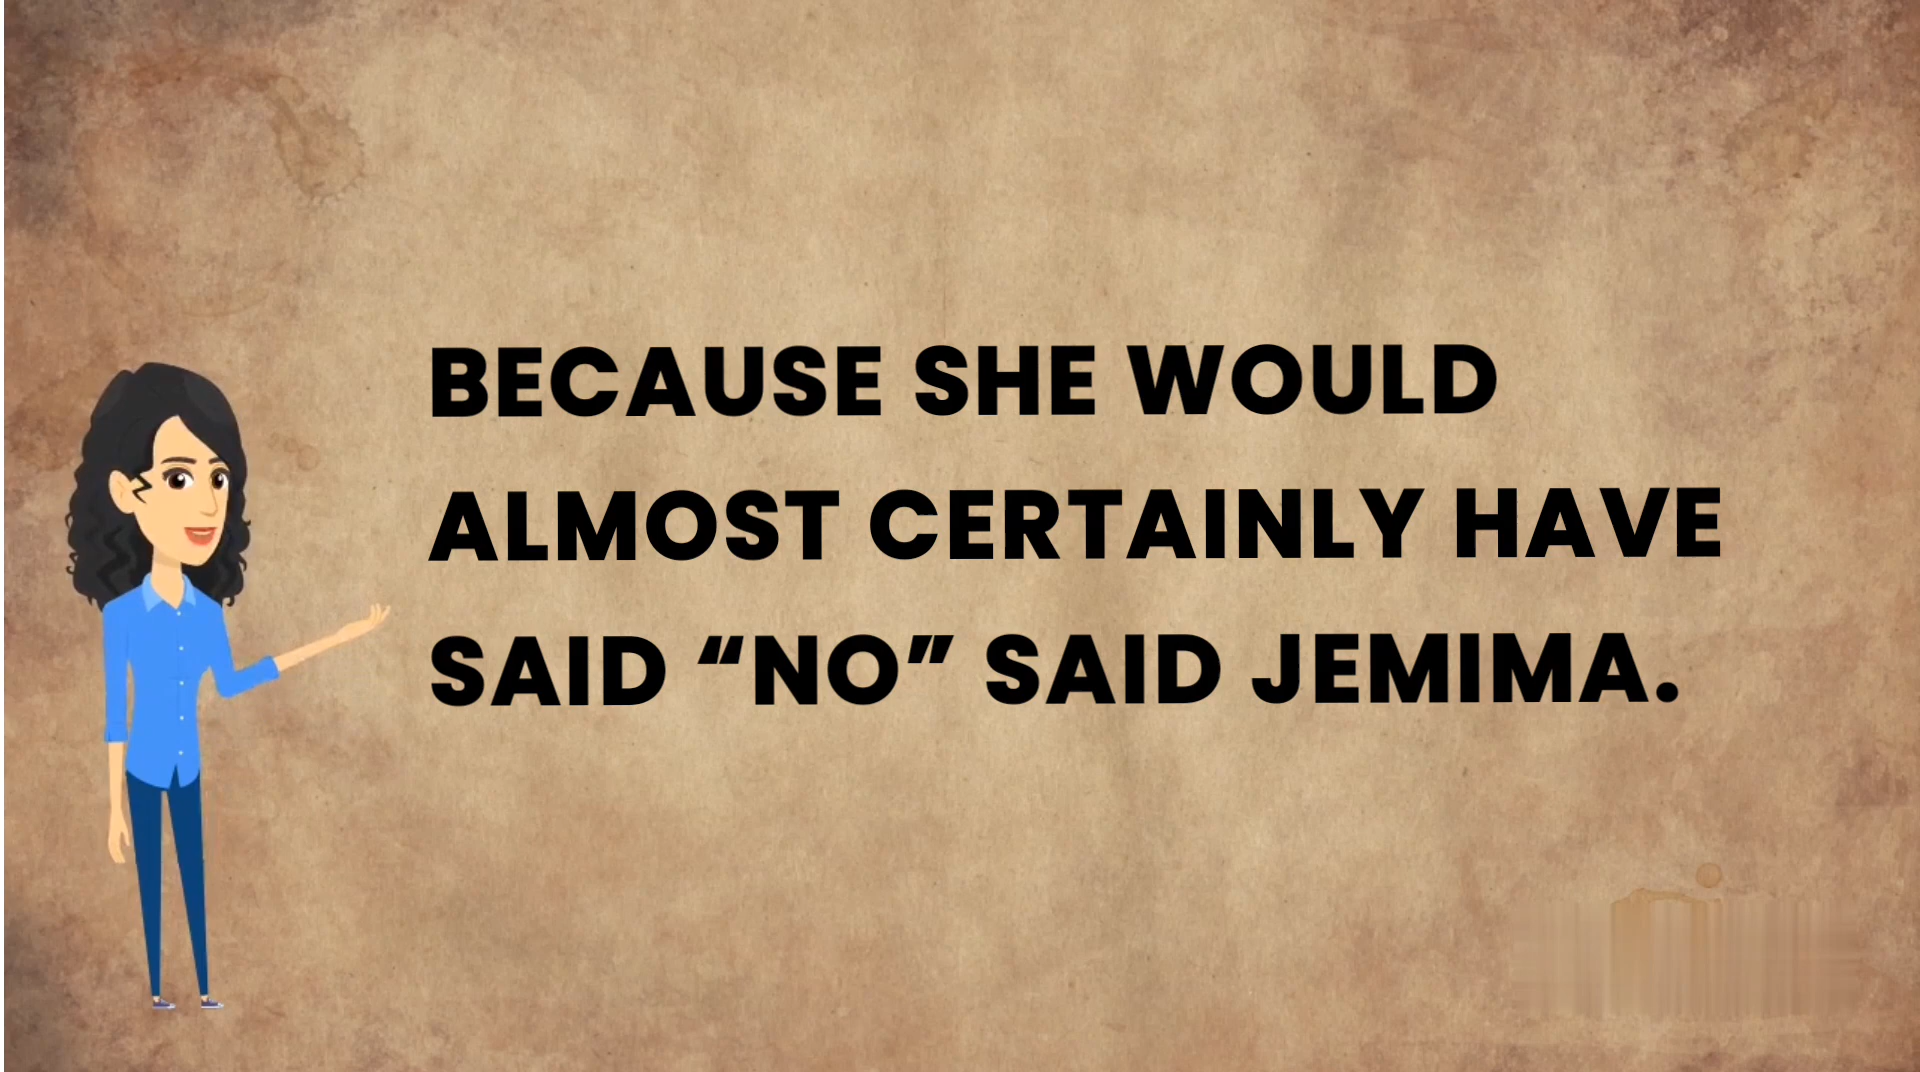 BECAUSE SHE WOULD
ALMOST CERTAINLY HAVE
SAID “NO” SAID JEMIMA.